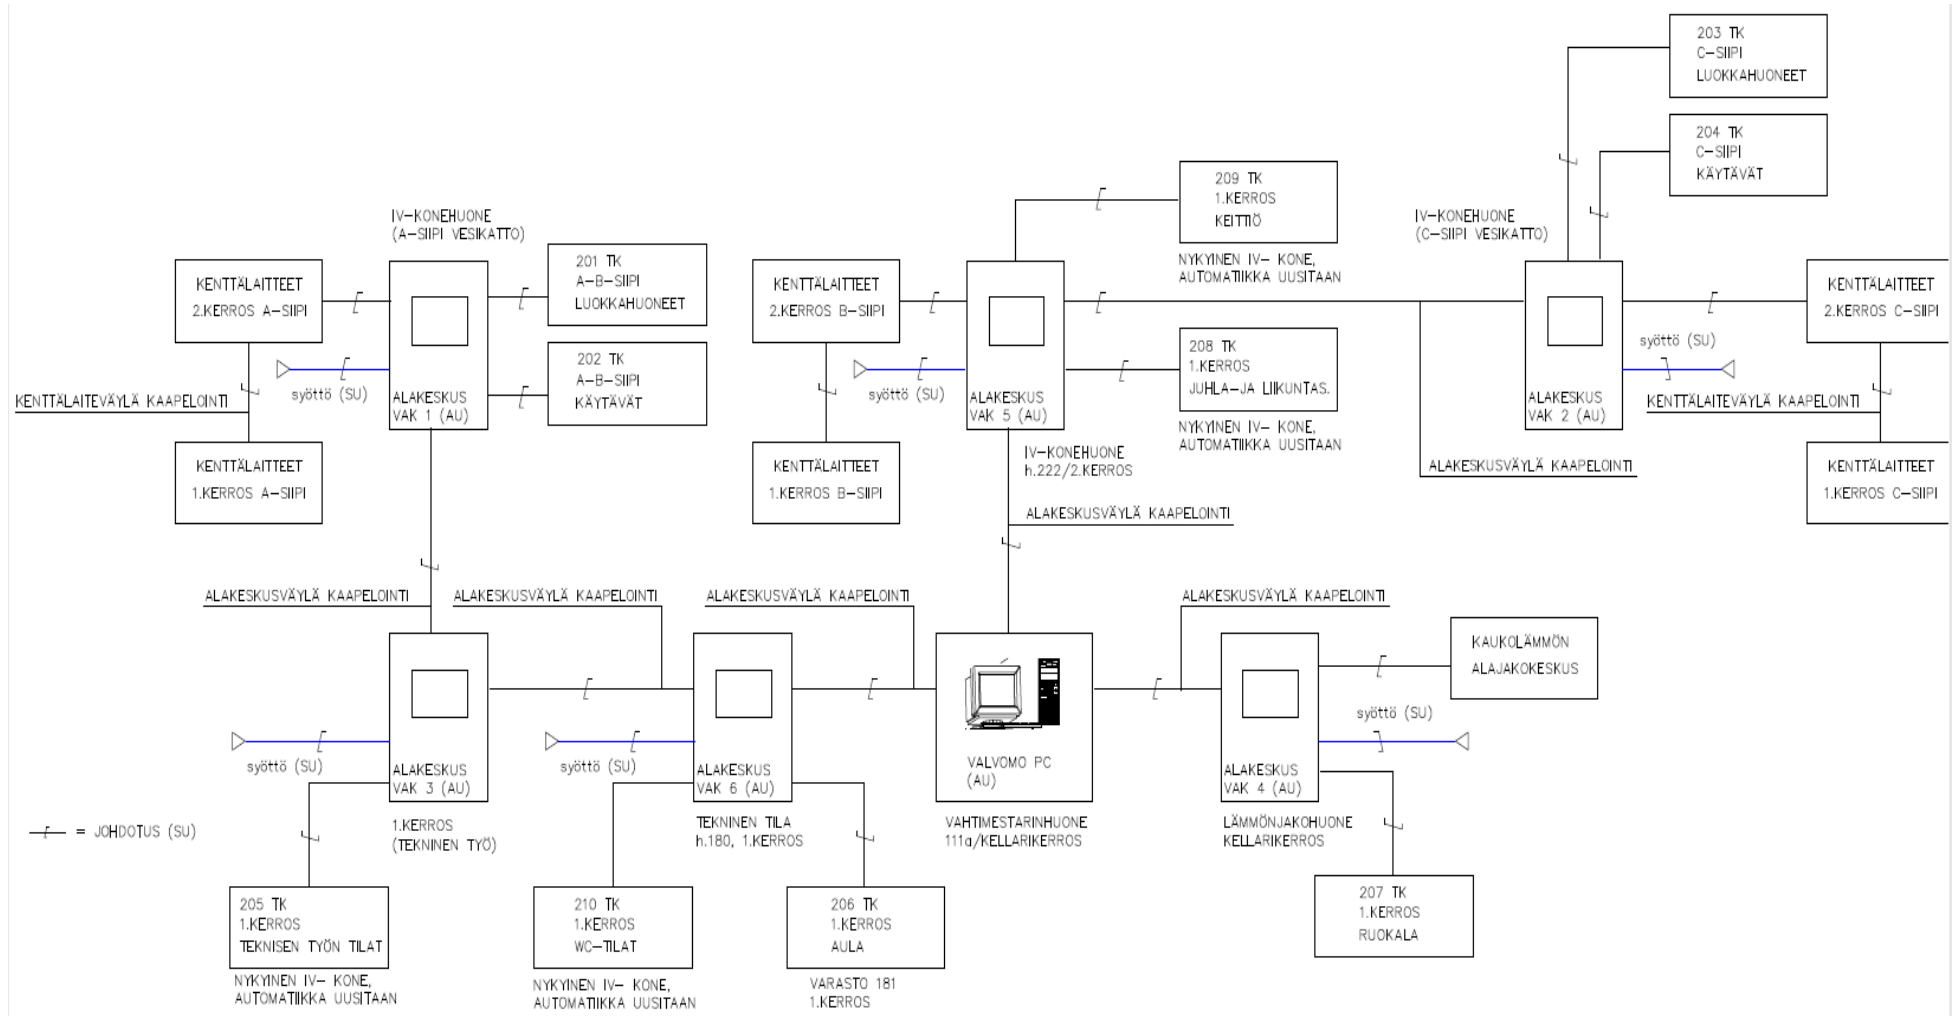 203 TK
C-SIIPI
LUOKKAHUONEET
204 TK
C-SIIPI
KÄYTÄVÄT
209 TK
1.KERROS
KEITTIÖ
NYKYINEN IV- KONE,
AUTOMATIIKKA UUSITAAN
IV-KONEHUONE
(A-SIIPI VESIKATTO)
IV-KONEHUONE
(C-SIIPI VESIKATTO)
KENTTÄLAITTEET
2.KERROS A-SIIPI
201 TK
A-B-SIIPI
LUOKKAHUONEET
202 TK
A-B-SIIPI
KÄYTÄVÄT
syöttö (SU)
ALAKESKUS
VAK 1 (AU)
KENTTÄLAITEVÄYLÄ KAAPELOINTI
KENTTÄLAITTEET
1.KERROS A-SIIPI
KENTTÄLAITTEET
2.KERROS B-SIIPI
syöttö (SU)
ALAKESKUS
VAK 5 (AU)
KENTTÄLAITTEET
1.KERROS B-SIIPI
208 TK
1.KERROS
JUHLA-JA LIIKUNTAS.
NYKYINEN IV- KONE,
AUTOMATIIKKA UUSITAAN
IV-KONEHUONE
h.222/2.KERROS
ALAKESKUSVÄYLÄ KAAPELOINTI
ALAKESKUS
VAK 2 (AU)
KENTTÄLAITTEET
2.KERROS C-SIIPI
syöttö (SU)
KENTTÄLAITEVÄYLÄ KAAPELOINTI
ALAKESKUSVÄYLÄ KAAPELOINTI
KENTTÄLAITTEET
1.KERROS C-SIIPI
ALAKESKUSVÄYLÄ KAAPELOINTI
ALAKESKUSVÄYLÄ KAAPELOINTI
ALAKESKUSVÄYLÄ KAAPELOINTI
ALAKESKUSVÄYLÄ KAAPELOINTI
KAUKOLÄMMÖN
ALAJAKOKESKUS
syöttö (SU)
syöttö (SU)
syöttö (SU)
ALAKESKUS
VAK 3 (AU)
ALAKESKUS
VAK 6 (AU)
VALVOMO PC
(AU)
ALAKESKUS
VAK 4 (AU)
= JOHDOTUS (SU)
1.KERROS
(TEKNINEN TYÖ)
TEKNINEN TILA
h.180, 1.KERROS
VAHTIMESTARINHUONE
111a/KELLARIKERROS
LÄMMÖNJAKOHUONE
KELLARIKERROS
205 TK
1.KERROS
TEKNISEN TYÖN TILAT
NYKYINEN IV- KONE,
AUTOMATIIKKA UUSITAAN
210 TK
1.KERROS
WC-TILAT
NYKYINEN IV- KONE,
AUTOMATIIKKA UUSITAAN
206 TK
1.KERROS
AULA
VARASTO 181
1.KERROS
207 TK
1.KERROS
RUOKALA